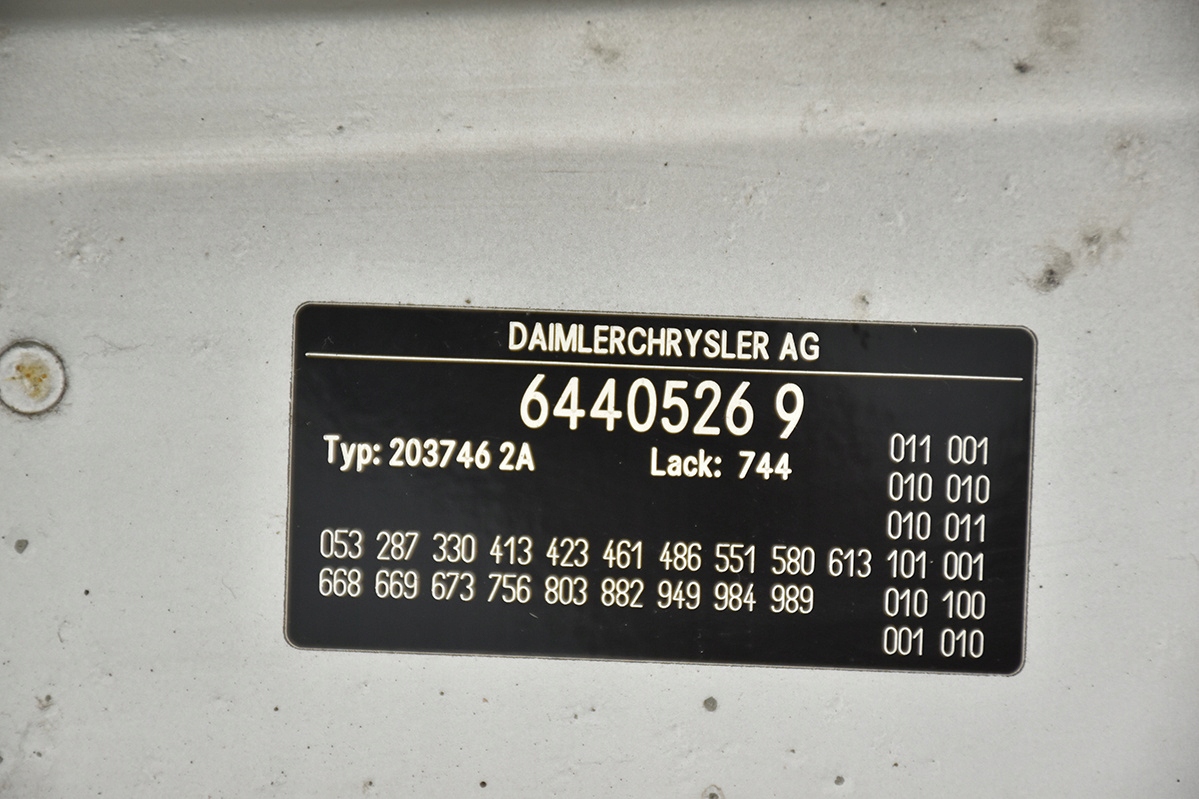 DAIMLERCHRYSLER AG
6440526 9
Typ: 203746 2A Lack: 744
011 001
010 010
010 011
053 287 330 413 423 461 486 551 580 613 101 001
668 669 673 756 803 882 949 984 989 010 100
001 010